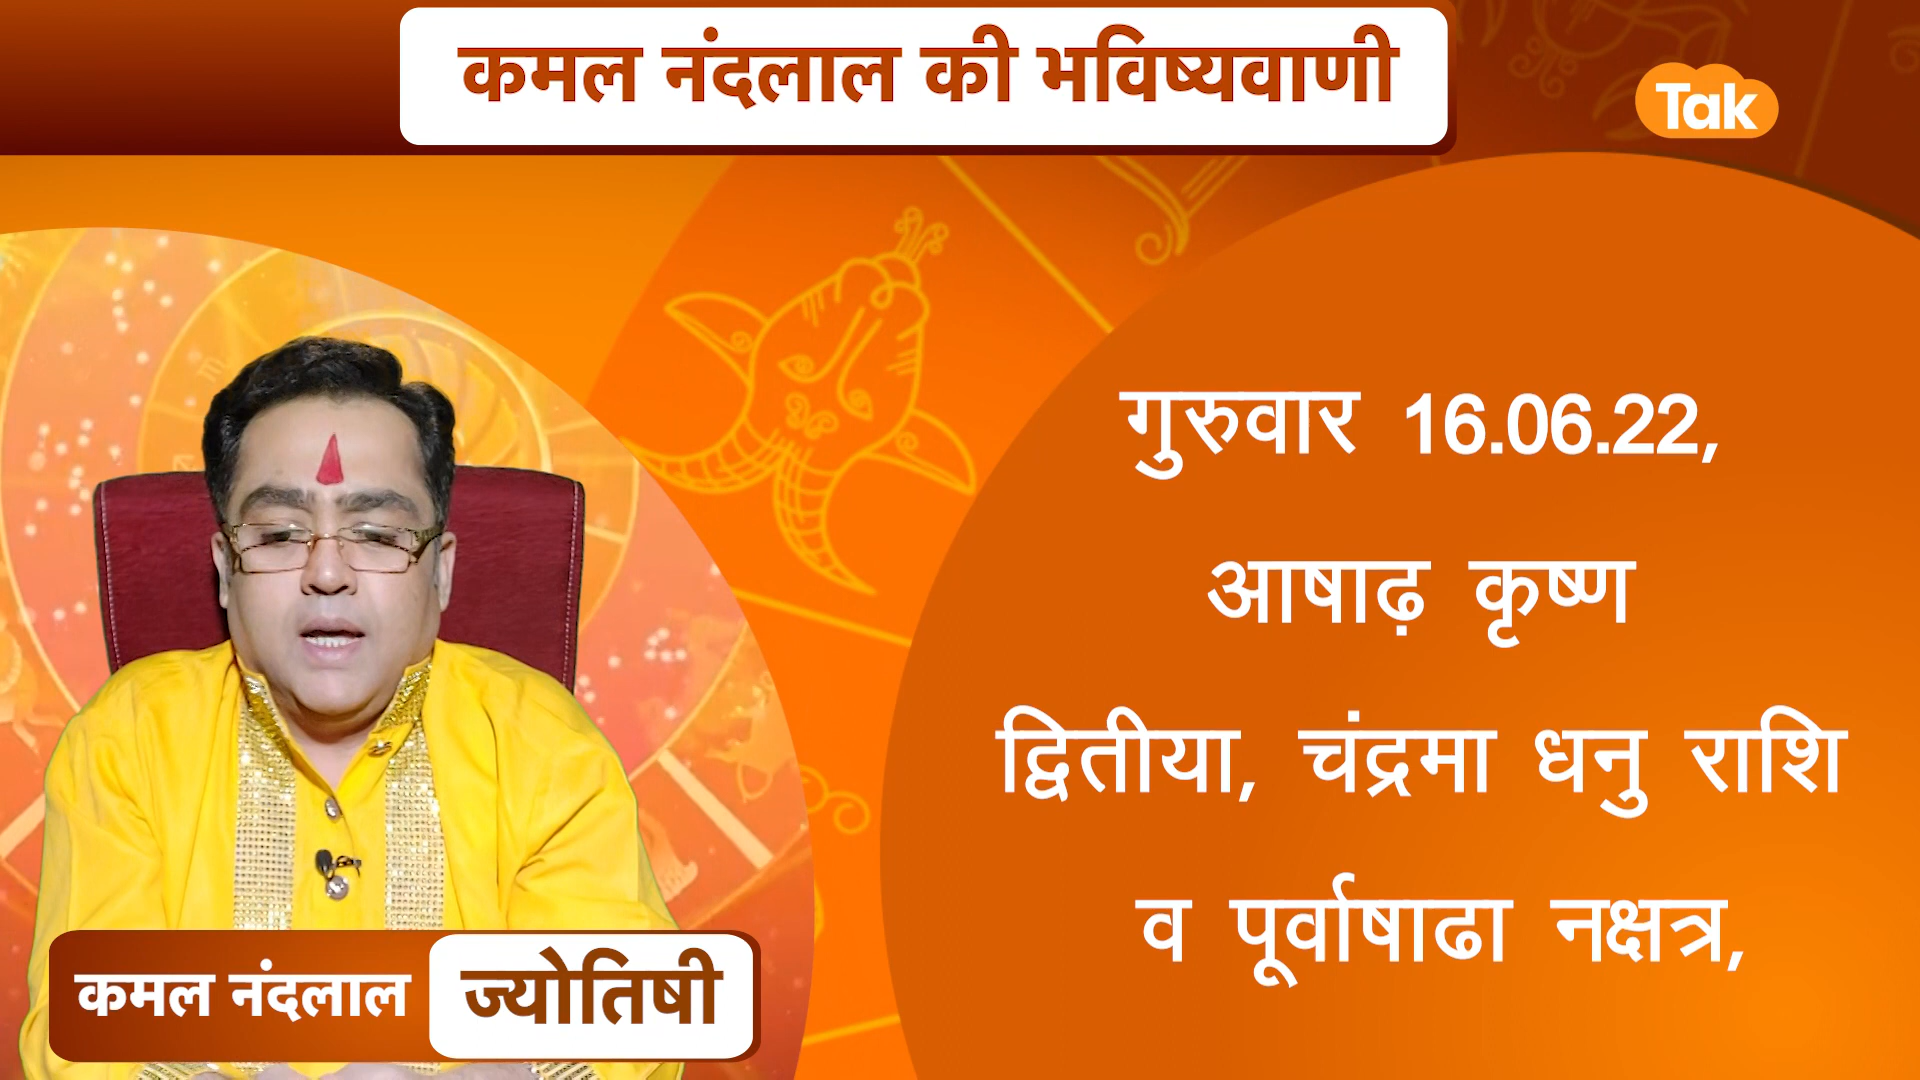 कमल नंदलाल की भविष्यवाणी
Tak
गुरुवार 16.06.22,
आषाढ़ कृष्ण
द्वितीया, चंद्रमा धनु राशि
व पूर्वाषाढा नक्षत्र,
कमल नंदलाल ज्योतिषी